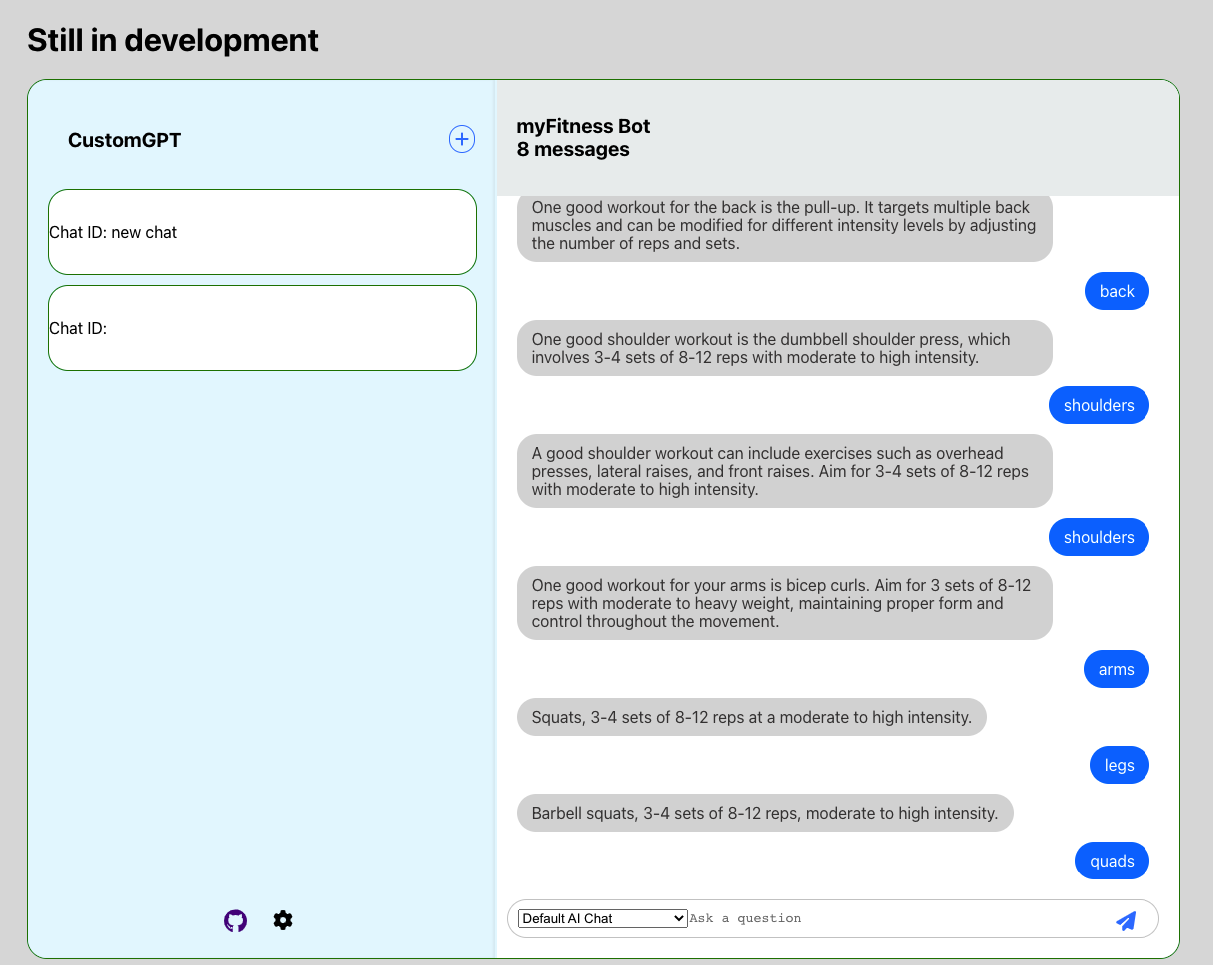 Still in development
CustomGPT
Chat ID: new chat
Chat ID:
myFitness Bot
8 messages
One good workout for the back is the pull-up. It targets multiple back
muscles and can be modified for different intensity levels by adjusting
the number of reps and sets.
back
One good shoulder workout is the dumbbell shoulder press, which
involves 3-4 sets of 8-12 reps with moderate to high intensity.
shoulders
A good shoulder workout can include exercises such as overhead
presses, lateral raises, and front raises. Aim for 3-4 sets of 8-12 reps
with moderate to high intensity.
shoulders
One good workout for your arms is bicep curls. Aim for 3 sets of 8-12
reps with moderate to heavy weight, maintaining proper form and
control throughout the movement.
arms
Squats, 3-4 sets of 8-12 reps at a moderate to high intensity.
legs
Barbell squats, 3-4 sets of 8-12 reps, moderate to high intensity.
quads
Default AI Chat Ask a question